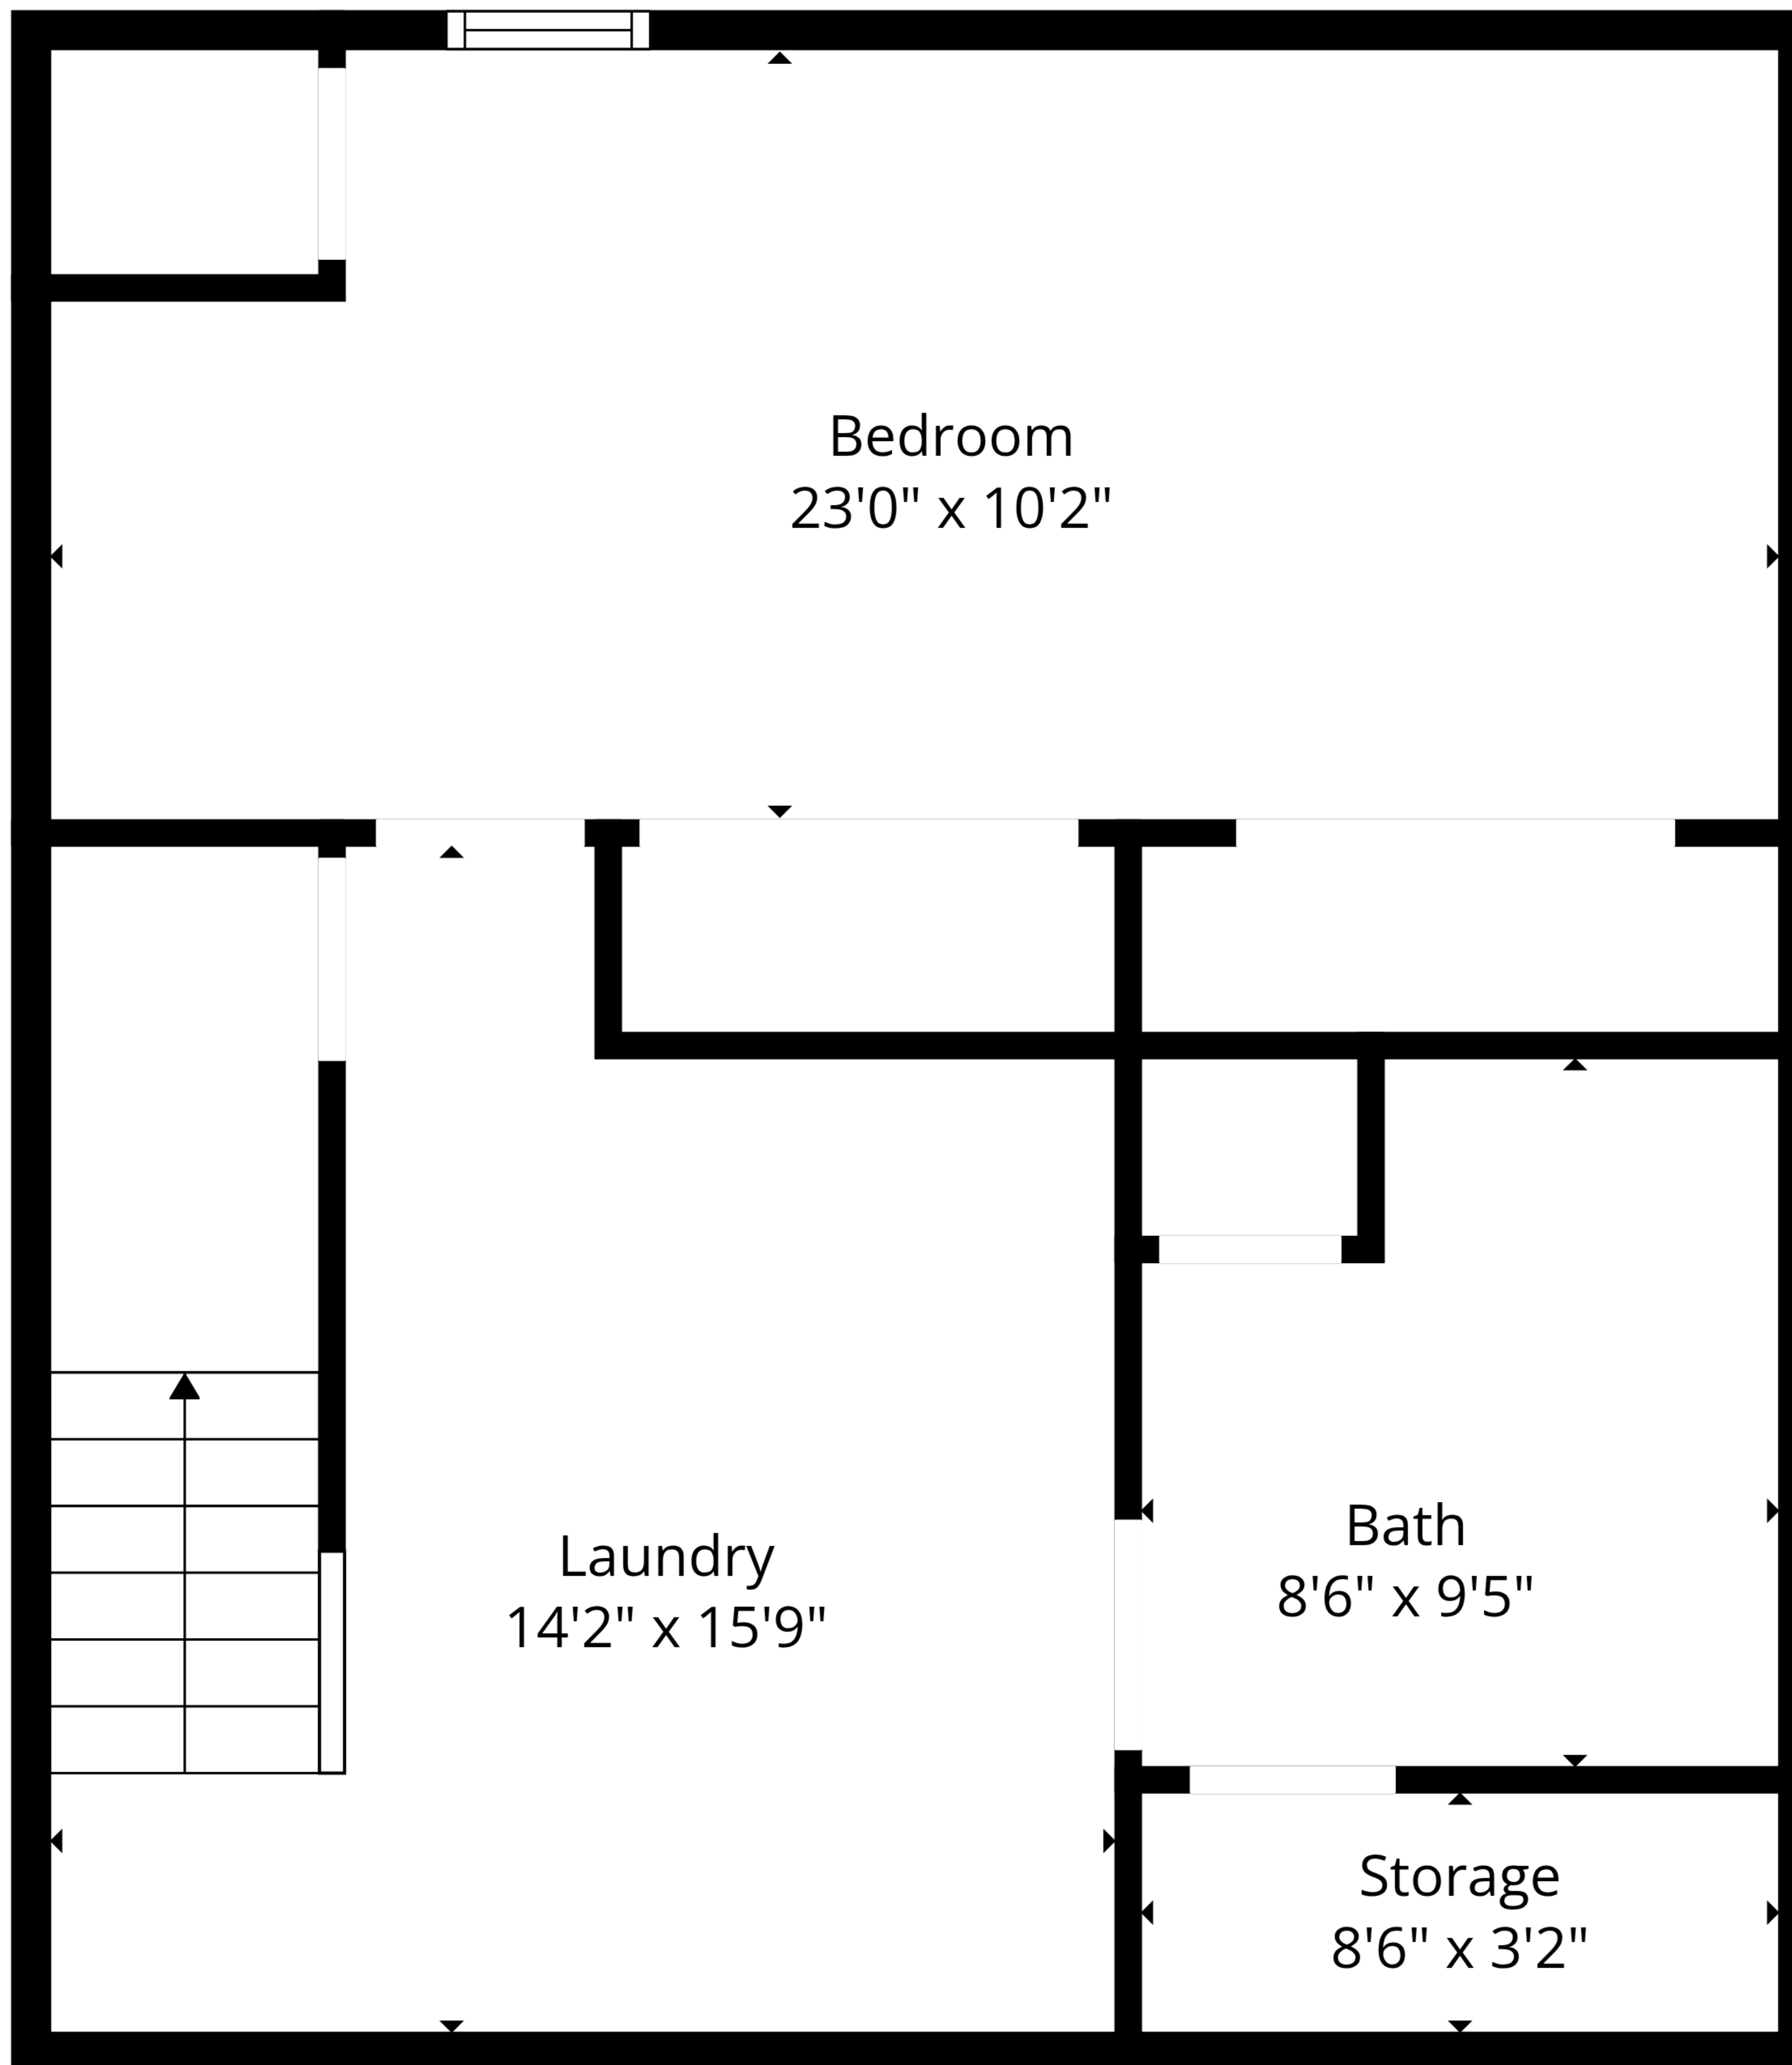 Bedroom
23'0" x 10'2"
Laundry
14'2" x 15'9"
Bath
8'6" x 9'5"
Storage
8'6" x 3'2"